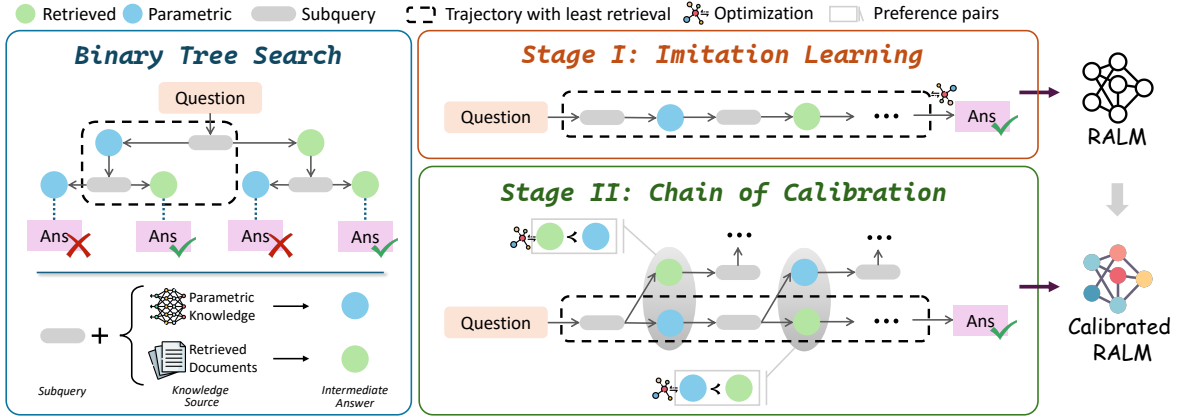 Retrieved Parametric Subquery Trajectory with least retrieval Optimization Preference pairs
Binary Tree Search
Question
Ans Ans Ans Ans
Parametric
Knowledge
Retrieved
Documents
Subquery
Knowledge
Source
Intermediate
Answer
Stage I: Imitation Learning
Question
...
Ans
RALM
Stage II: Chain of Calibration
≺
... ...
Question
...
Ans
≺
Calibrated
RALM